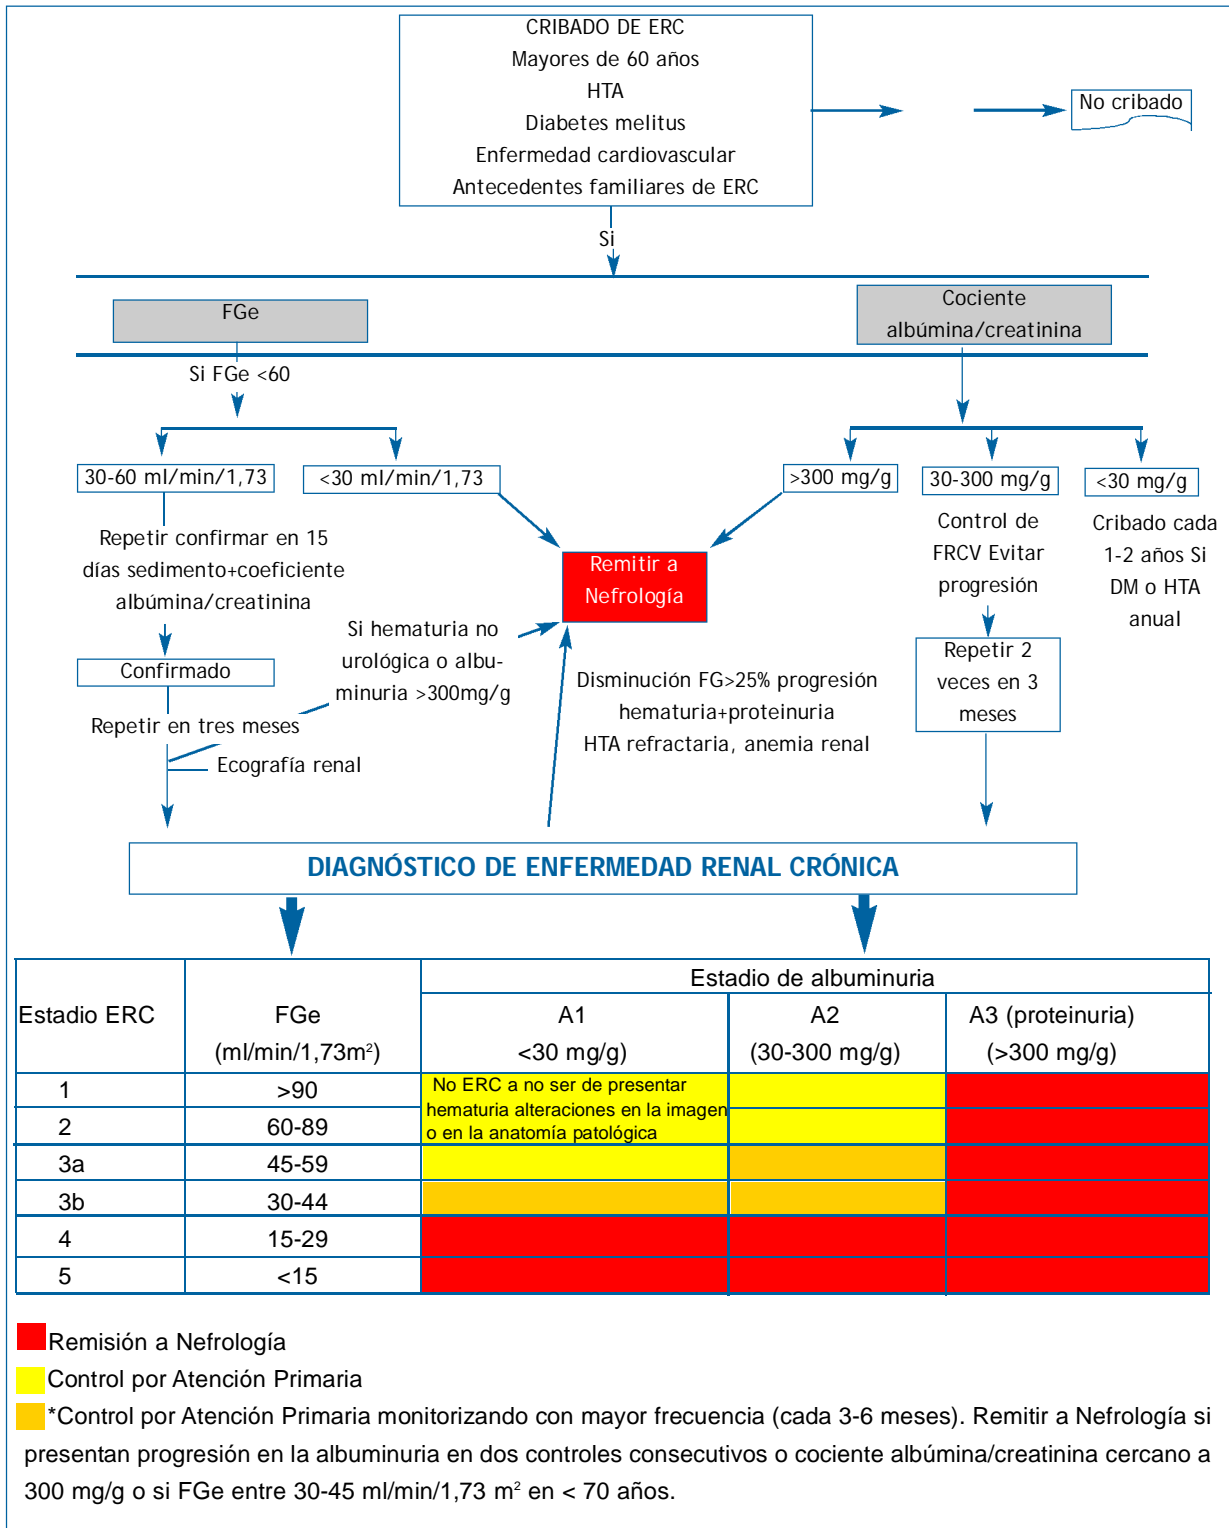 CRIBADO DE ERC
Mayores de 60 años
HTA
Diabetes melitus
Enfermedad cardiovascular
Antecedentes familiares de ERC
No cribado
Si
FGe
Cociente
albúmina/creatinina
Si FGe <60
30-60 ml/min/1,73
<30 ml/min/1,73
>300 mg/g
30-300 mg/g
<30 mg/g
Repetir confirmar en 15
días sedimento+coeficiente
albúmina/creatinina
Remitir a
Nefrología
Control de
FRCV Evitar
progresión
Cribado cada
1-2 años Si
DM o HTA
anual
Si hematuria no
urológica o albu-
minuria >300mg/g
Confirmado
Repetir en tres meses
Ecografía renal
Disminución FG>25% progresión
hematuria+proteinuria
HTA refractaria, anemia renal
Repetir 2
veces en 3
meses
DIAGNÓSTICO DE ENFERMEDAD RENAL CRÓNICA
Estadio de albuminuria
Estadio ERC FGe A1 A2 A3 (proteinuria)
(ml/min/1,73m²) <30 mg/g) (30-300 mg/g) (>300 mg/g)
1 >90
2 60-89
No ERC a no ser de presentar
hematuria alteraciones en la imagen
o en la anatomía patológica
3a 45-59
3b 30-44
4 15-29
5 <15
Remisión a Nefrología
Control por Atención Primaria
*Control por Atención Primaria monitorizando con mayor frecuencia (cada 3-6 meses). Remitir a Nefrología si
presentan progresión en la albuminuria en dos controles consecutivos o cociente albúmina/creatinina cercano a
300 mg/g o si FGe entre 30-45 ml/min/1,73 m² en < 70 años.